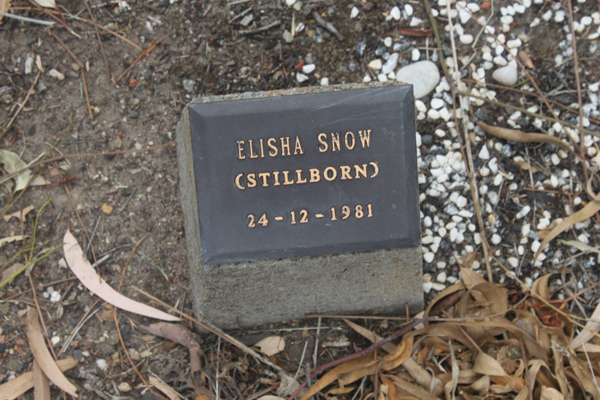 ELISHA SNOW
(STILLBORN)
24-12-1981